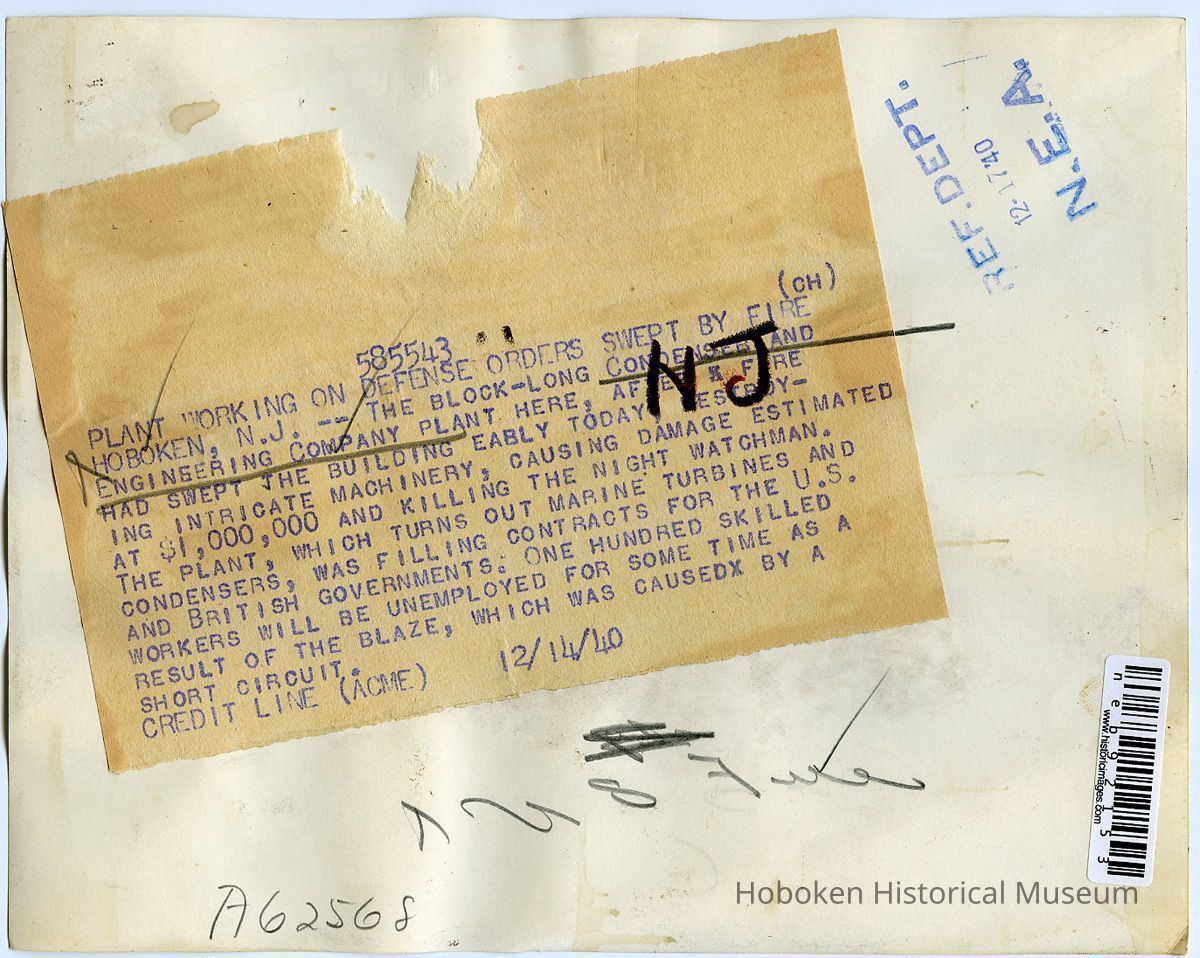 REF. DEPT.
12-17'40
N.E.A.
(CH)
585543
PLANT WORKING ON DEFENSE ORDERS SWEPT BY FIRE
HOBOKEN, N.J. -- THE BLOCK-LONG CONDENSER AND
ENGINEERING COMPANY PLANT HERE, AFTER X FIRE
HAD SWEPT THE BUILDING EABLY TODAY, DESTROY-
ING INTRICATE MACHINERY, CAUSING DAMAGE ESTIMATED
AT $1,000,000 AND KILLING THE NIGHT WATCHMAN.
THE PLANT, WHICH TURNS OUT MARINE TURBINES AND
CONDENSERS, WAS FILLING CONTRACTS FOR THE U.S.
AND BRITISH GOVERNMENTS. ONE HUNDRED SKILLED
WORKERS WILL BE UNEMPLOYED FOR SOME TIME AS A
RESULT OF THE BLAZE, WHICH WAS CAUSEDX BY A
SHORT CIRCUIT.
CREDIT LINE (ACME) 12/14/40
NJ
A62568
neb92153
www.historicimages.com
Hoboken Historical Museum